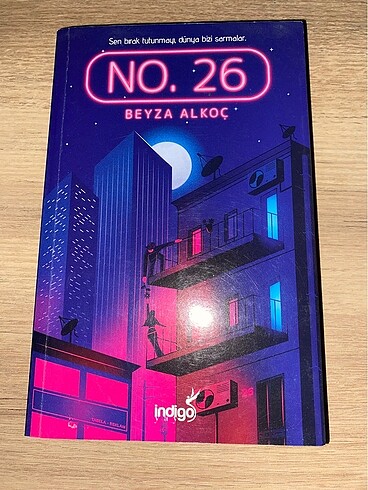 Sen bırak tutunmayı, dünya bizi sarmalar.
NO. 26
BEYZA ALKOÇ
indigo